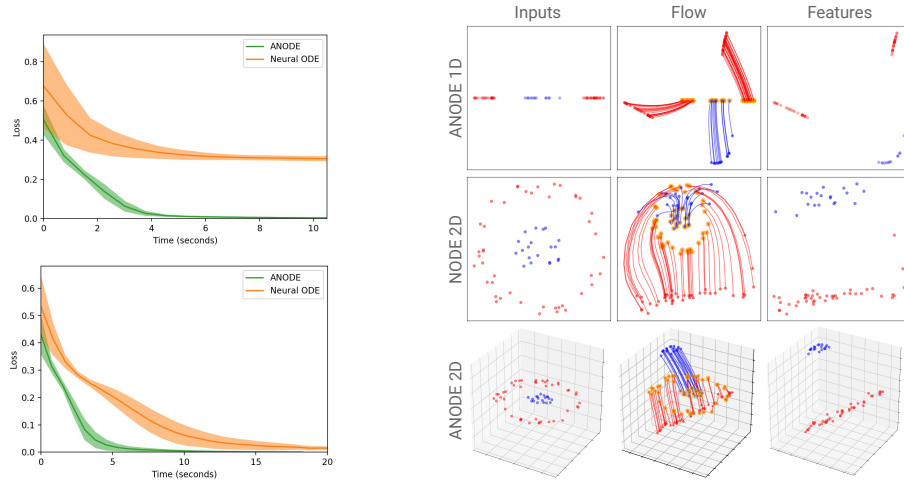 ANODE
Neural ODE
Loss
0.8
0.6
0.4
0.2
0.0
0 2 4 6 8 10
Time (seconds)
ANODE
Neural ODE
Loss
0.6
0.5
0.4
0.3
0.2
0.1
0.0
0 5 10 15 20
Time (seconds)
Inputs Flow Features
ANODE 1D
NODE 2D
ANODE 2D